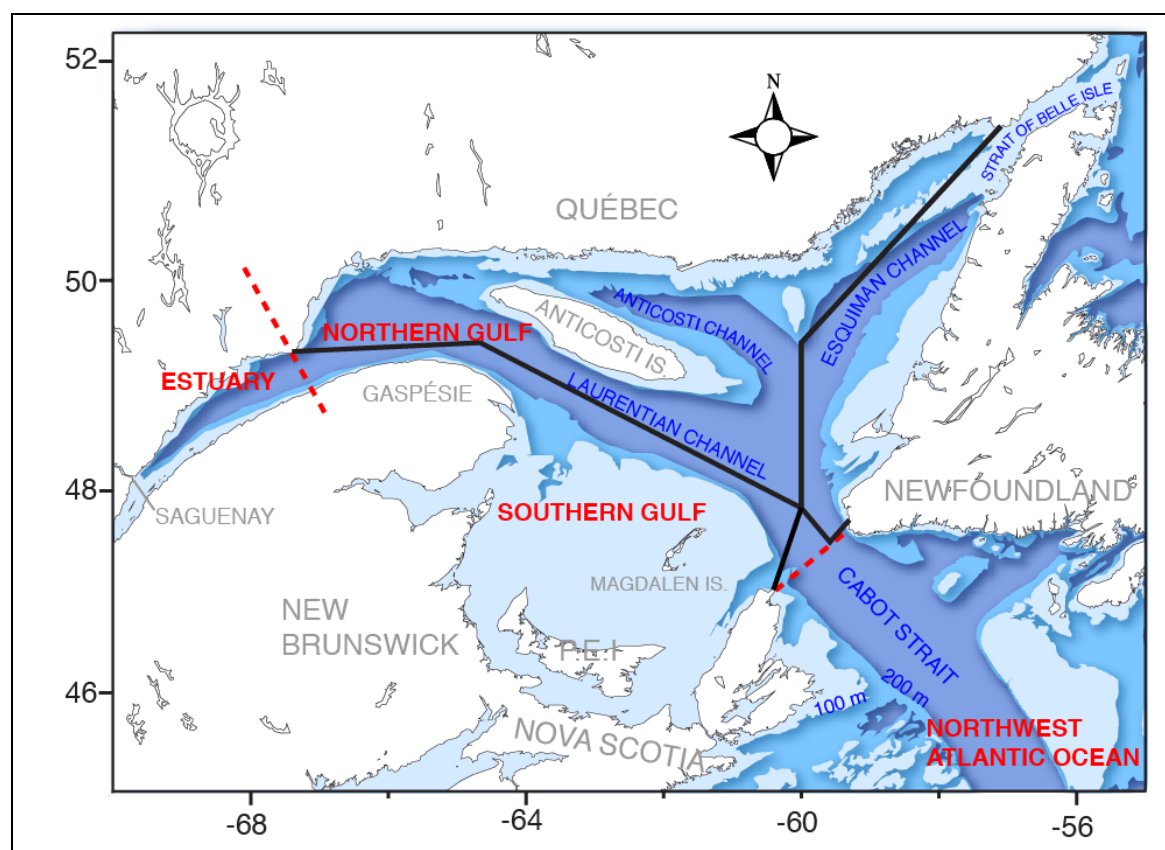 52
N
STRAIT OF BELLE ISLE
QUÉBEC
50
ANTICOSTI CHANNEL
ESQUIMAN CHANNEL
NORTHERN GULF
ANTICOSTI IS.
ESTUARY
GASPÉSIE
LAURENTIAN CHANNEL
48
NEWFOUNDLAND
SAGUENAY
SOUTHERN GULF
MAGDALEN IS.
CABOT STRAIT
NEW
BRUNSWICK
P.E.I
46
100 m
200 m
NOVA SCOTIA
NORTHWEST
ATLANTIC OCEAN
-68
-64
-60
-56